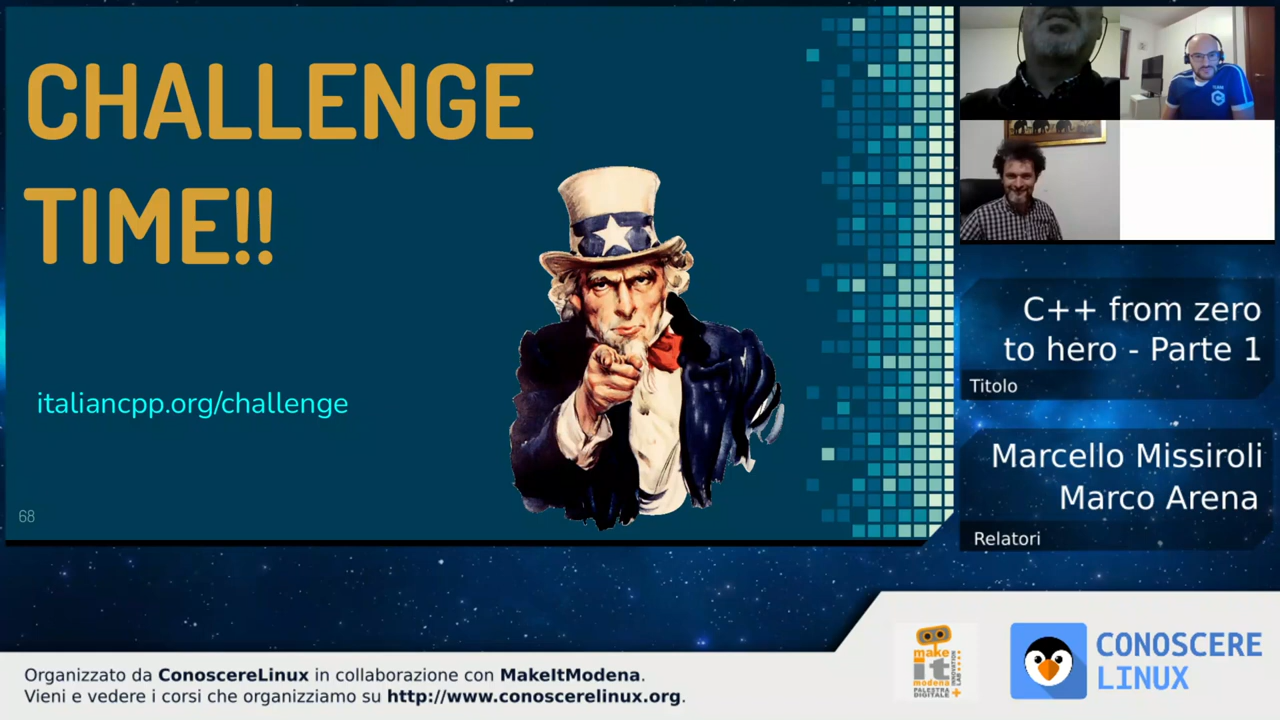 CHALLENGE
TIME!!
italiancpp.org/challenge
68
C++ from zero
to hero - Parte 1
Titolo
Marcello Missiroli
Marco Arena
Relatori
make
it
modena
PALESTRA
DIGITALE
INNOVATION
LAB
CONOSCERE
LINUX
Organizzato da ConoscereLinux in collaborazione con MakeItModena.
Vieni e vedere i corsi che organizziamo su http://www.conoscerelinux.org.